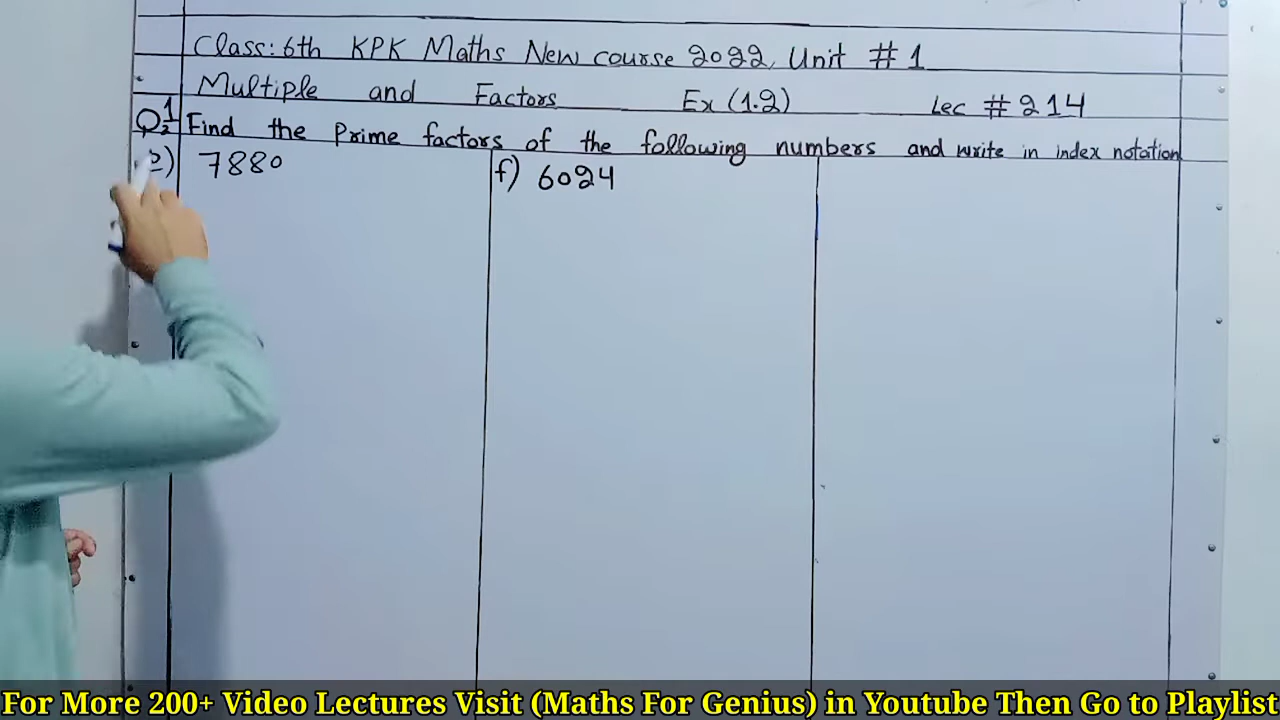 Class: 6th KPK Maths New course 2022, Unit # 1
Multiple and Factors Ex (1.2) Lec # 214
Q 1/2 Find the Prime factors of the following numbers and write in index notation
e) 7880 f) 6024
For More 200+ Video Lectures Visit (Maths For Genius) in Youtube Then Go to Playlist